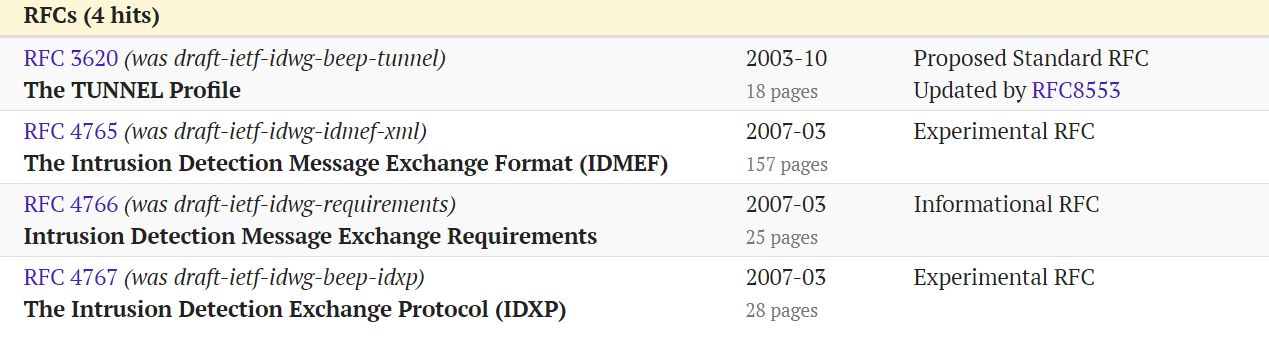 RFCs (4 hits)
RFC 3620 (was draft-ietf-idwg-beep-tunnel) 2003-10 Proposed Standard RFC
The TUNNEL Profile 18 pages Updated by RFC8553
RFC 4765 (was draft-ietf-idwg-idmef-xml) 2007-03 Experimental RFC
The Intrusion Detection Message Exchange Format (IDMEF) 157 pages
RFC 4766 (was draft-ietf-idwg-requirements) 2007-03 Informational RFC
Intrusion Detection Message Exchange Requirements 25 pages
RFC 4767 (was draft-ietf-idwg-beep-idxp) 2007-03 Experimental RFC
The Intrusion Detection Exchange Protocol (IDXP) 28 pages